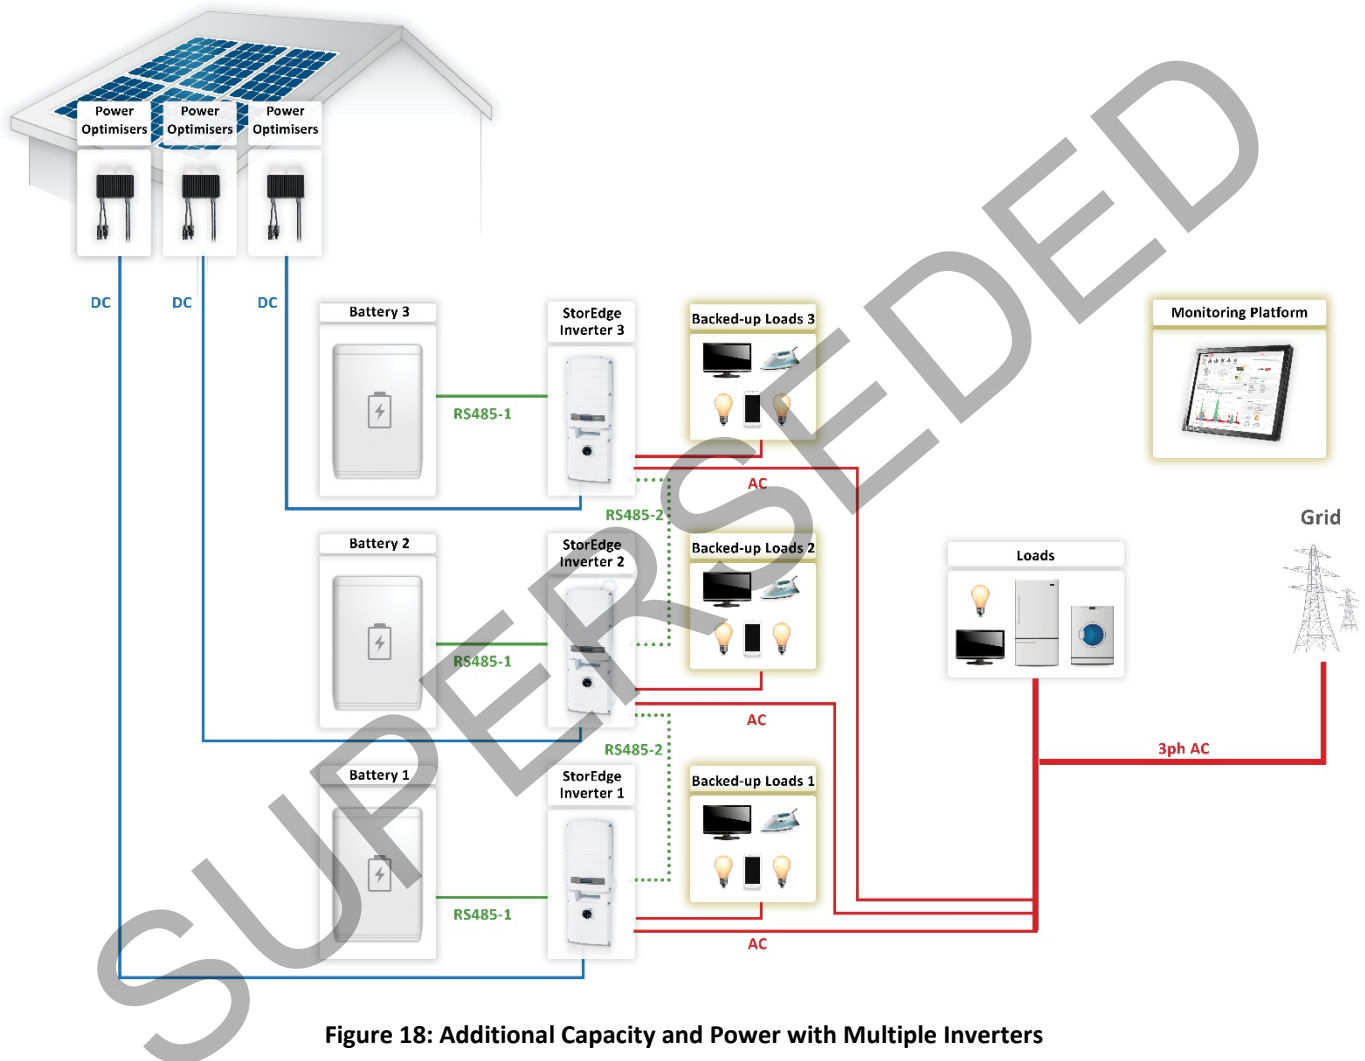 Power
Optimisers
Power
Optimisers
Power
Optimisers
DC
DC
DC
Battery 3
StorEdge
Inverter 3
Backed-up Loads 3
Monitoring Platform
RS485-1
AC
RS485-2
Grid
Battery 2
StorEdge
Inverter 2
Backed-up Loads 2
Loads
RS485-1
AC
RS485-2
3ph AC
Battery 1
StorEdge
Inverter 1
Backed-up Loads 1
RS485-1
AC
SUPERSEDED
Figure 18: Additional Capacity and Power with Multiple Inverters